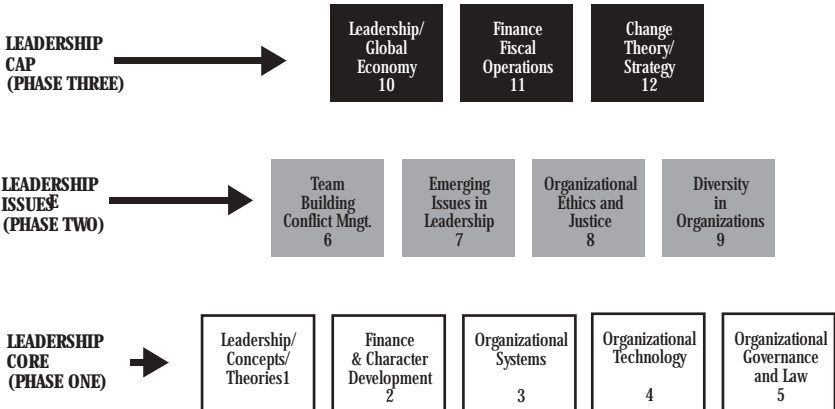 LEADERSHIP
CAP
(PHASE THREE)
Leadership/
Global
Economy
10
Finance
Fiscal
Operations
11
Change
Theory/
Strategy
12
LEADERSHIP
ISSUESE
(PHASE TWO)
Team
Building
Conflict Mngt.
6
Emerging
Issues in
Leadership
7
Organizational
Ethics and
Justice
8
Diversity
in
Organizations
9
LEADERSHIP
CORE
(PHASE ONE)
Leadership/
Concepts/
Theories1
Finance
& Character
Development
2
Organizational
Systems
3
Organizational
Technology
4
Organizational
Governance
and Law
5